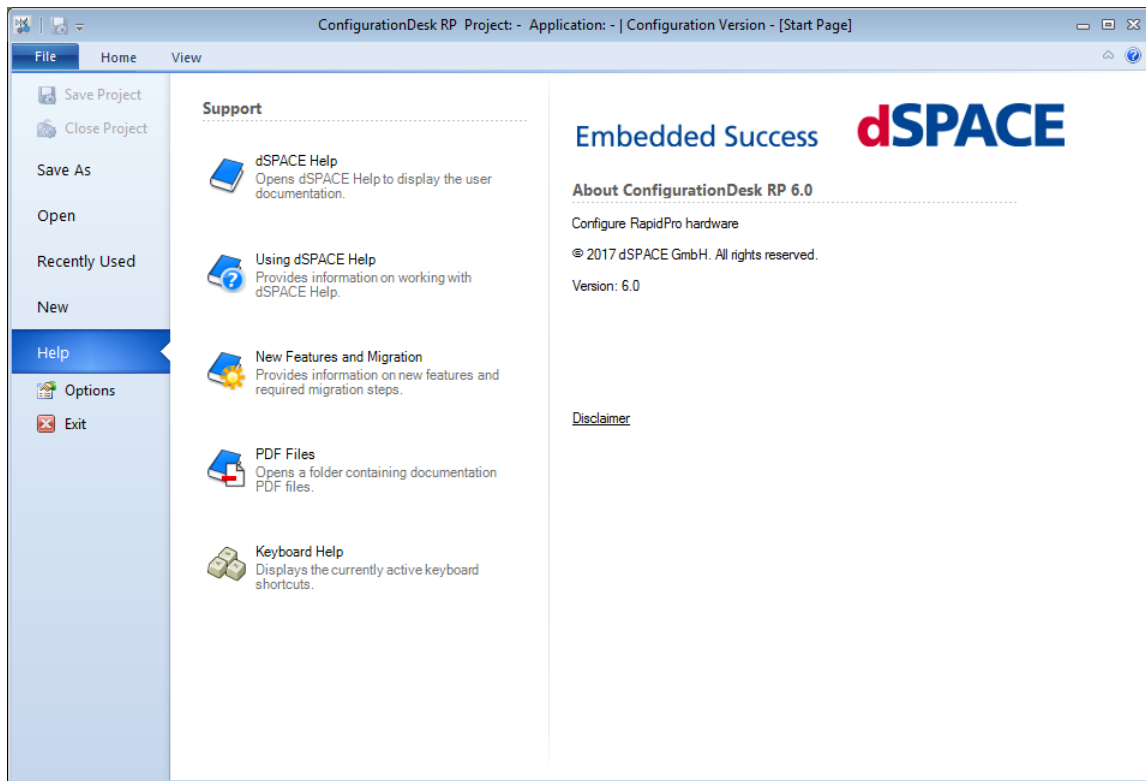 ConfigurationDesk RP Project: - Application: - | Configuration Version - [Start Page]
File Home View
Save Project
Close Project
Save As
Open
Recently Used
New
Help
Options
Exit
Support
dSPACE Help
Opens dSPACE Help to display the user
documentation.
Using dSPACE Help
Provides information on working with
dSPACE Help.
New Features and Migration
Provides information on new features and
required migration steps.
PDF Files
Opens a folder containing documentation
PDF files.
Keyboard Help
Displays the currently active keyboard
shortcuts.
Embedded Success dSPACE
About ConfigurationDesk RP 6.0
Configure RapidPro hardware
© 2017 dSPACE GmbH. All rights reserved.
Version: 6.0
Disclaimer